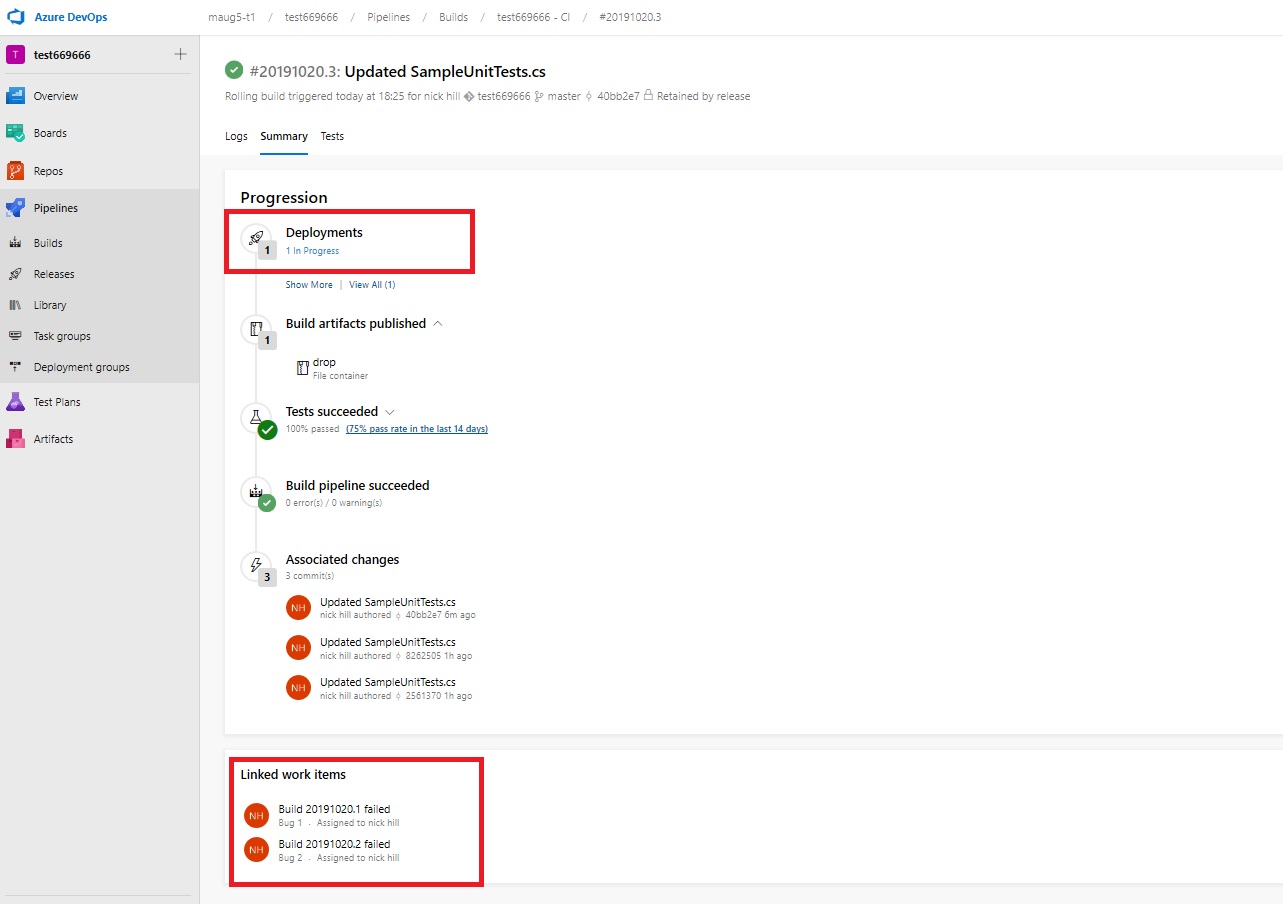 Azure DevOps
maug5-t1 / test669666 / Pipelines / Builds / test669666 - CI / #20191020.3
T test669666
Overview
Boards
Repos
Pipelines
Builds
Releases
Library
Task groups
Deployment groups
Test Plans
Artifacts
#20191020.3: Updated SampleUnitTests.cs
Rolling build triggered today at 18:25 for nick hill test669666 master 40bb2e7 Retained by release
Logs Summary Tests
Progression
Deployments
1 1 In Progress
Show More | View All (1)
Build artifacts published
1
drop
File container
Tests succeeded
100% passed (75% pass rate in the last 14 days)
Build pipeline succeeded
0 error(s) / 0 warning(s)
Associated changes
3 3 commit(s)
NH Updated SampleUnitTests.cs
nick hill authored 40bb2e7 6m ago
NH Updated SampleUnitTests.cs
nick hill authored 8262505 1h ago
NH Updated SampleUnitTests.cs
nick hill authored 2561370 1h ago
Linked work items
NH Build 20191020.1 failed
Bug 1 · Assigned to nick hill
NH Build 20191020.2 failed
Bug 2 · Assigned to nick hill